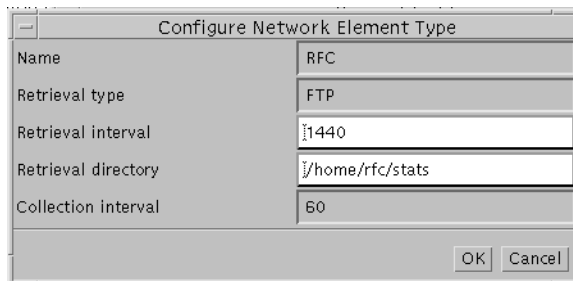 Configure Network Element Type
Name RFC
Retrieval type FTP
Retrieval interval 1440
Retrieval directory /home/rfc/stats
Collection interval 60
OK Cancel